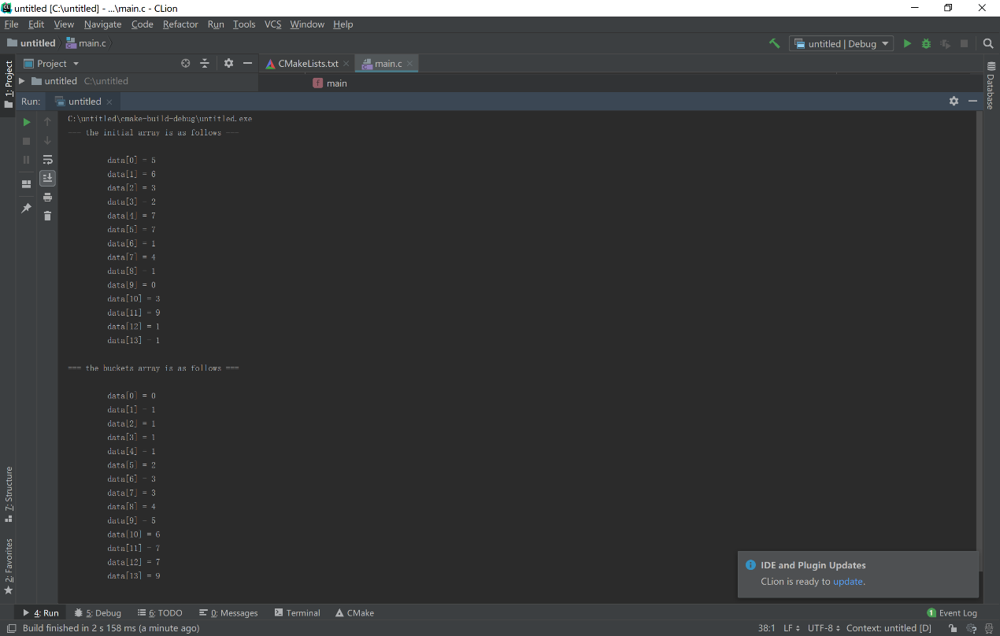 untitled [C:\untitled] - ...\main.c - CLion
File Edit View Navigate Code Refactor Run Tools VCS Window Help
untitled main.c untitled | Debug
1: Project Project CMakeLists.txt main.c
untitled C:\untitled main
Database
Run: untitled
C:\untitled\cmake-build-debug\untitled.exe
=== the initial array is as follows ===
data[0] = 5
data[1] = 6
data[2] = 3
data[3] = 2
data[4] = 7
data[5] = 7
data[6] = 1
data[7] = 4
data[8] = 1
data[9] = 0
data[10] = 3
data[11] = 9
data[12] = 1
data[13] = 1
=== the buckets array is as follows ===
data[0] = 0
data[1] = 1
data[2] = 1
data[3] = 1
data[4] = 1
data[5] = 2
data[6] = 3
data[7] = 3
data[8] = 4
data[9] = 5
data[10] = 6
data[11] = 7
data[12] = 7
data[13] = 9
7: Structure
2: Favorites
IDE and Plugin Updates
CLion is ready to update.
4: Run 5: Debug 6: TODO 0: Messages Terminal CMake 1 Event Log
Build finished in 2 s 158 ms (a minute ago) 38:1 LF UTF-8 Context: untitled [D]